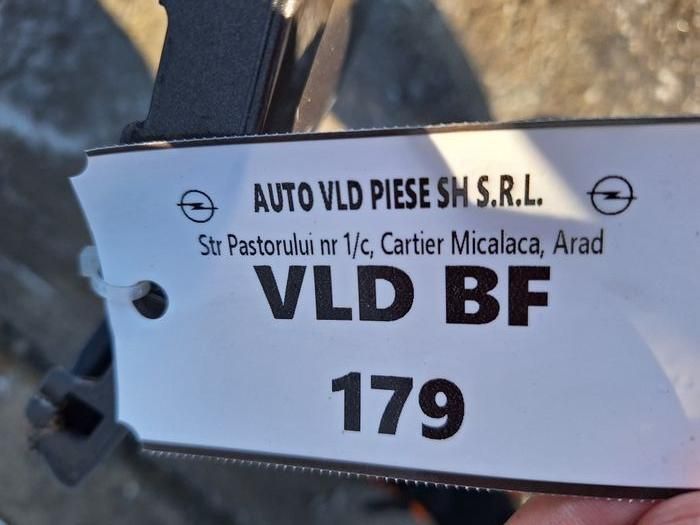 AUTO VLD PIESE SH S.R.L.
Str Pastorului nr 1/c, Cartier Micalaca, Arad
VLD BF
179